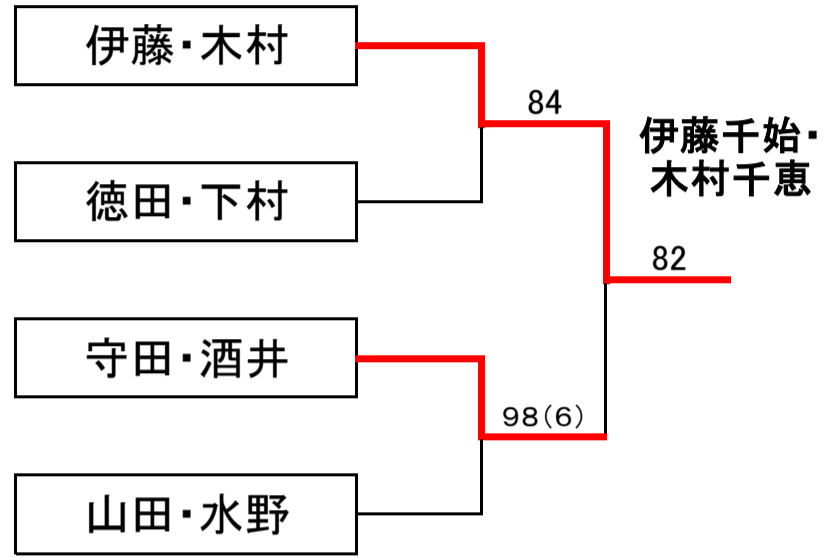 伊藤・木村
84
伊藤千始・
木村千恵
徳田・下村
82
守田・酒井
98(6)
山田・水野